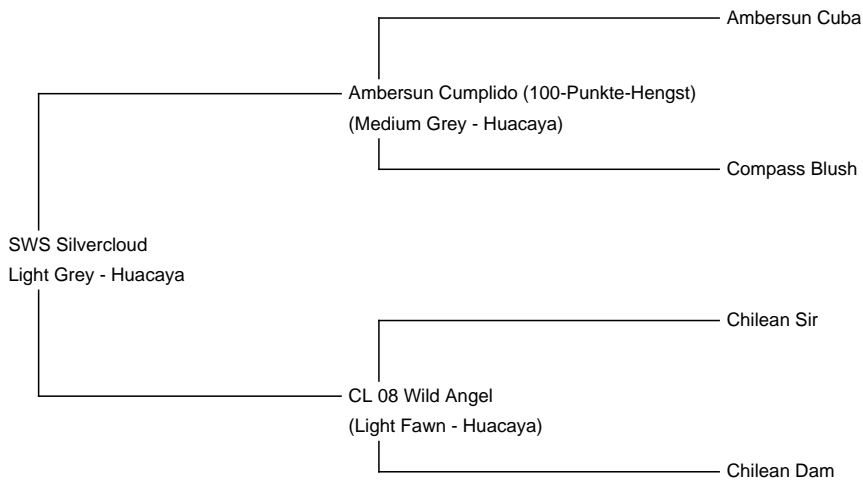 Ambersun Cuba
Ambersun Cumplido (100-Punkte-Hengst)
(Medium Grey - Huacaya)
Compass Blush
SWS Silvercloud
Light Grey - Huacaya
Chilean Sir
CL 08 Wild Angel
(Light Fawn - Huacaya)
Chilean Dam